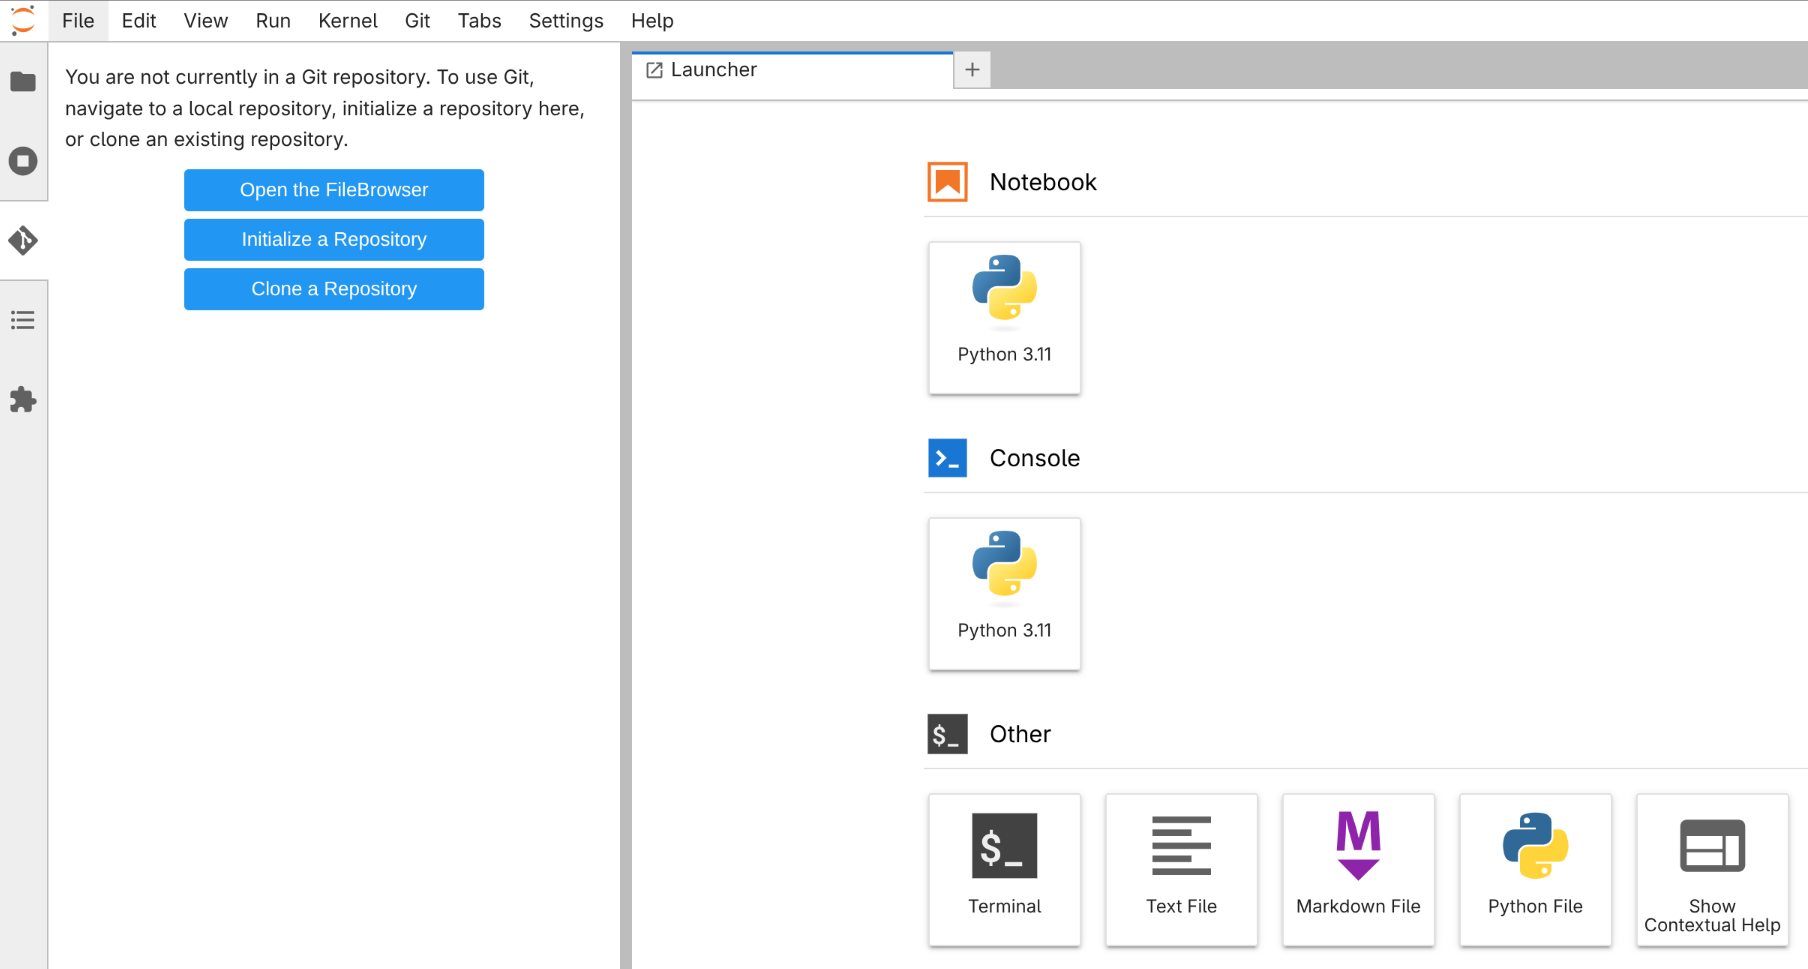 File Edit View Run Kernel Git Tabs Settings Help
You are not currently in a Git repository. To use Git,
navigate to a local repository, initialize a repository here,
or clone an existing repository.
Open the FileBrowser
Initialize a Repository
Clone a Repository
Launcher
Notebook
Python 3.11
Console
Python 3.11
$_ Other
$_
Terminal
Text File
M
Markdown File
Python File
Show
Contextual Help